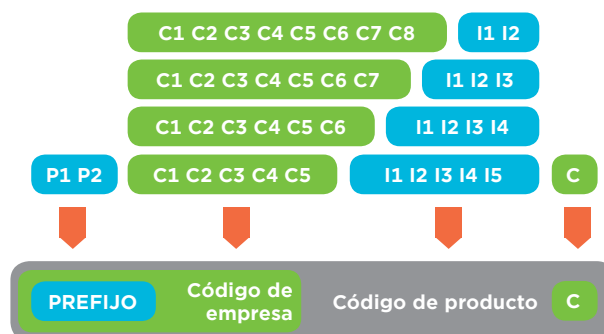 C1 C2 C3 C4 C5 C6 C7 C8 I1 I2
C1 C2 C3 C4 C5 C6 C7 I1 I2 I3
C1 C2 C3 C4 C5 C6 I1 I2 I3 I4
P1 P2 C1 C2 C3 C4 C5 I1 I2 I3 I4 I5 C
PREFIJO
Código de
empresa
Código de producto
C